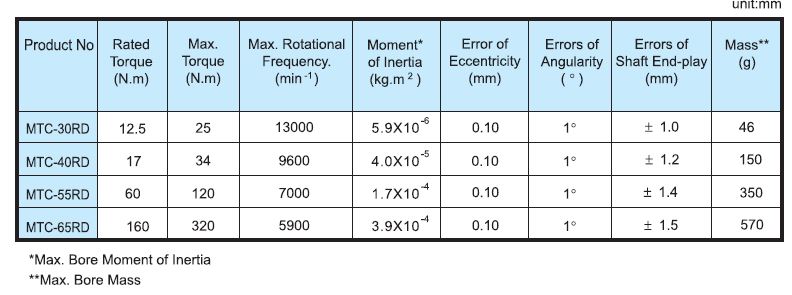 unit:mm
Product No Rated Torque (N.m) Max. Torque (N.m) Max. Rotational Frequency. (min⁻¹) Moment* of Inertia (kg.m²) Error of Eccentricity (mm) Errors of Angularity (°) Errors of Shaft End-play (mm) Mass** (g)
MTC-30RD 12.5 25 13000 5.9X10⁻⁶ 0.10 1° ± 1.0 46
MTC-40RD 17 34 9600 4.0X10⁻⁵ 0.10 1° ± 1.2 150
MTC-55RD 60 120 7000 1.7X10⁻⁴ 0.10 1° ± 1.4 350
MTC-65RD 160 320 5900 3.9X10⁻⁴ 0.10 1° ± 1.5 570
*Max. Bore Moment of Inertia
**Max. Bore Mass